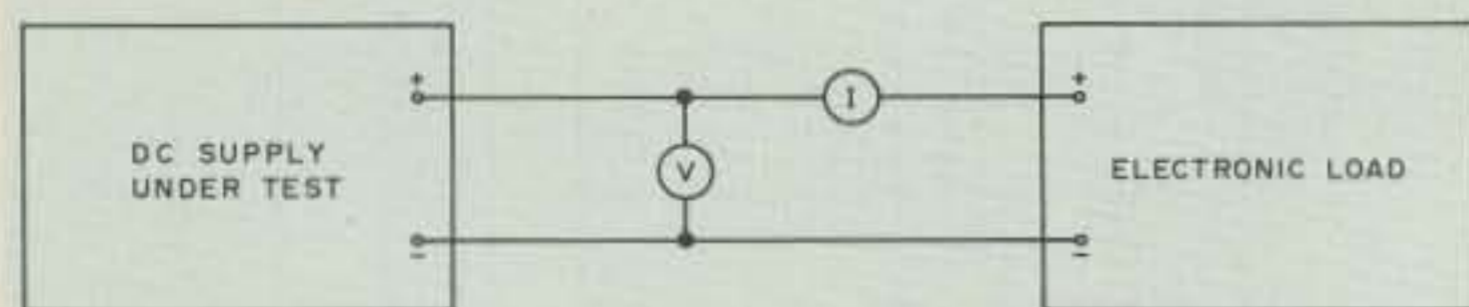 DC SUPPLY
UNDER TEST
+
−
V
I
+
−
ELECTRONIC LOAD